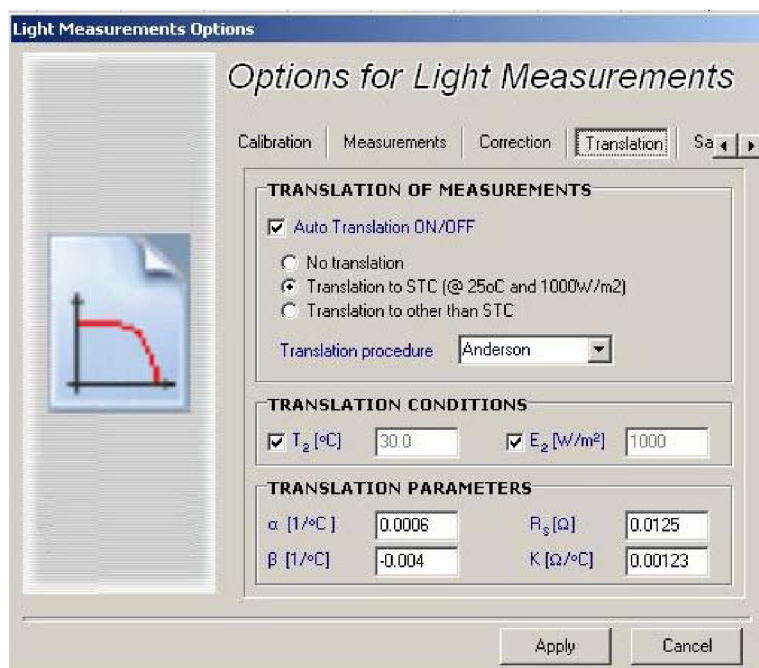 Light Measurements Options
Options for Light Measurements
Calibration Measurements Correction Translation Sa
TRANSLATION OF MEASUREMENTS
Auto Translation ON/OFF
No translation
Translation to STC (@ 25oC and 1000W/m2)
Translation to other than STC
Translation procedure Anderson
TRANSLATION CONDITIONS
T₂ [ºC] 30.0 E₂ [W/m²] 1000
TRANSLATION PARAMETERS
α [1/ºC ] 0.0006 Rₛ [Ω] 0.0125
β [1/ºC] -0.004 K [Ω/ºC] 0.00123
Apply Cancel